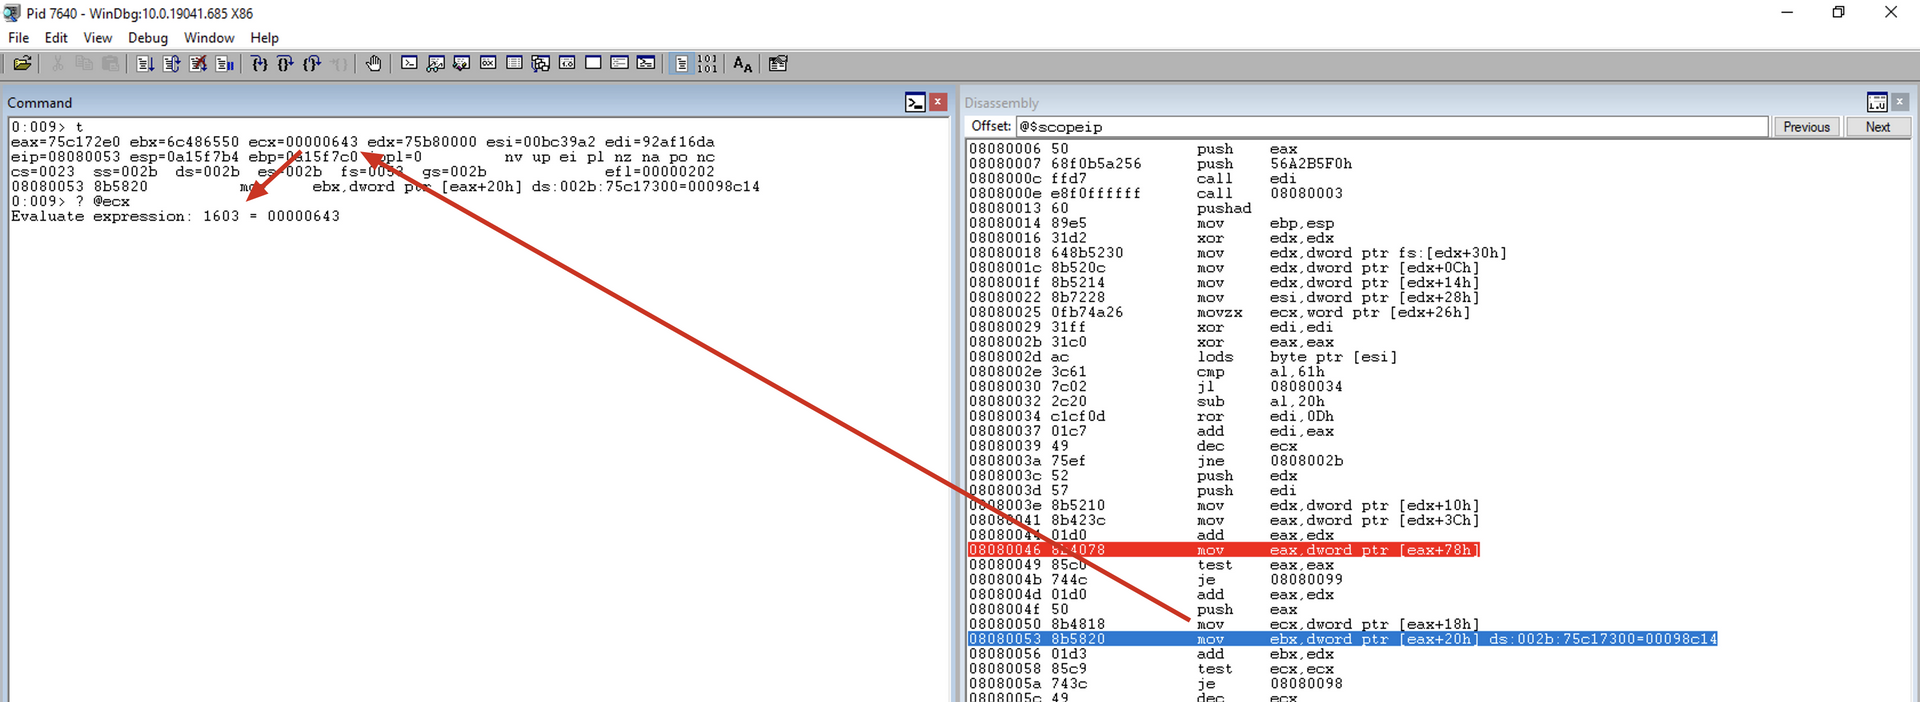 Pid 7640 - WinDbg:10.0.19041.685 X86
File Edit View Debug Window Help
Command
0:009> t
eax=75c172e0 ebx=6c486550 ecx=00000643 edx=75b80000 esi=00bc39a2 edi=92af16da
eip=08080053 esp=0a15f7b4 ebp=0a15f7c0 iopl=0 nv up ei pl nz na po nc
cs=0023 ss=002b ds=002b es=002b fs=0053 gs=002b efl=00000202
08080053 8b5820 mov ebx,dword ptr [eax+20h] ds:002b:75c17300=00098c14
0:009> ? @ecx
Evaluate expression: 1603 = 00000643
Disassembly
Offset: @$scopeip Previous Next
08080006 50 push eax
08080007 68f0b5a256 push 56A2B5F0h
0808000c ffd7 call edi
0808000e e8f0ffffff call 08080003
08080013 60 pushad
08080014 89e5 mov ebp,esp
08080016 31d2 xor edx,edx
08080018 648b5230 mov edx,dword ptr fs:[edx+30h]
0808001c 8b520c mov edx,dword ptr [edx+0Ch]
0808001f 8b5214 mov edx,dword ptr [edx+14h]
08080022 8b7228 mov esi,dword ptr [edx+28h]
08080025 0fb74a26 movzx ecx,word ptr [edx+26h]
08080029 31ff xor edi,edi
0808002b 31c0 xor eax,eax
0808002d ac lods byte ptr [esi]
0808002e 3c61 cmp al,61h
08080030 7c02 jl 08080034
08080032 2c20 sub al,20h
08080034 c1cf0d ror edi,0Dh
08080037 01c7 add edi,eax
08080039 49 dec ecx
0808003a 75ef jne 0808002b
0808003c 52 push edx
0808003d 57 push edi
0808003e 8b5210 mov edx,dword ptr [edx+10h]
08080041 8b423c mov eax,dword ptr [edx+3Ch]
08080044 01d0 add eax,edx
08080046 8b4078 mov eax,dword ptr [eax+78h]
08080049 85c0 test eax,eax
0808004b 744c je 08080099
0808004d 01d0 add eax,edx
0808004f 50 push eax
08080050 8b4818 mov ecx,dword ptr [eax+18h]
08080053 8b5820 mov ebx,dword ptr [eax+20h] ds:002b:75c17300=00098c14
08080056 01d3 add ebx,edx
08080058 85c9 test ecx,ecx
0808005a 743c je 08080098
0808005c 49 dec ecx